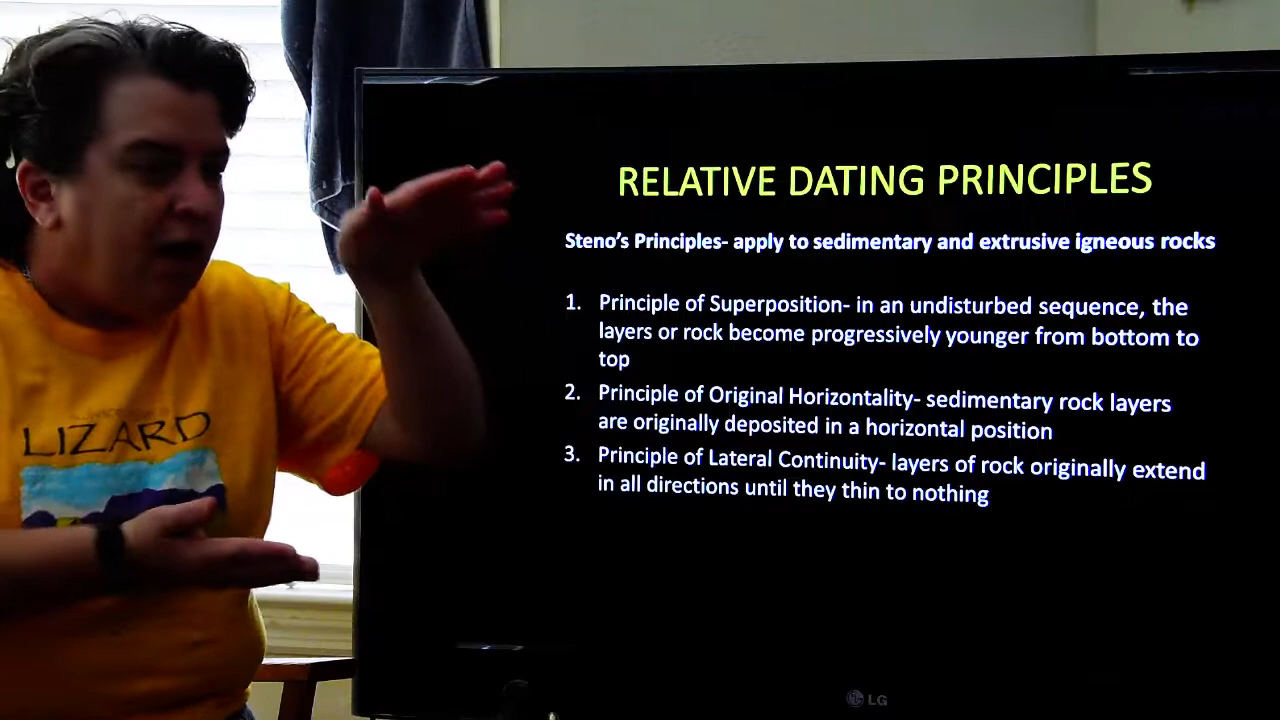 RELATIVE DATING PRINCIPLES
Steno's Principles- apply to sedimentary and extrusive igneous rocks
1. Principle of Superposition- in an undisturbed sequence, the
layers or rock become progressively younger from bottom to
top
2. Principle of Original Horizontality- sedimentary rock layers
are originally deposited in a horizontal position
3. Principle of Lateral Continuity- layers of rock originally extend
in all directions until they thin to nothing
LIZARD
LG